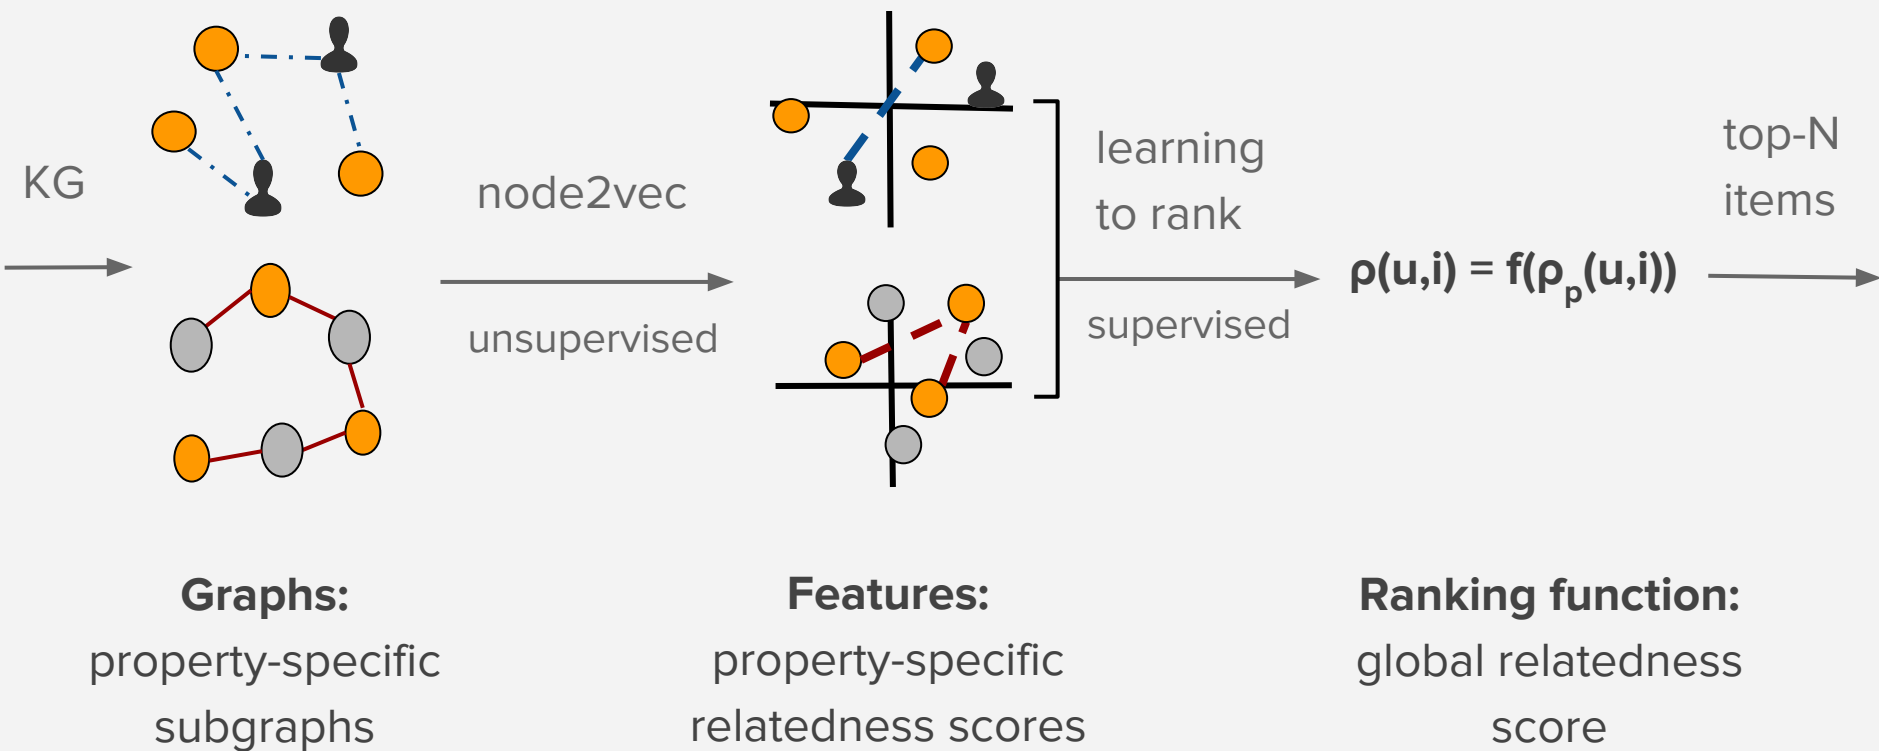 KG
node2vec
unsupervised
learning
to rank
supervised
ρ(u,i) = f(ρp(u,i))
top-N
items
Graphs:
property-specific
subgraphs
Features:
property-specific
relatedness scores
Ranking function:
global relatedness
score